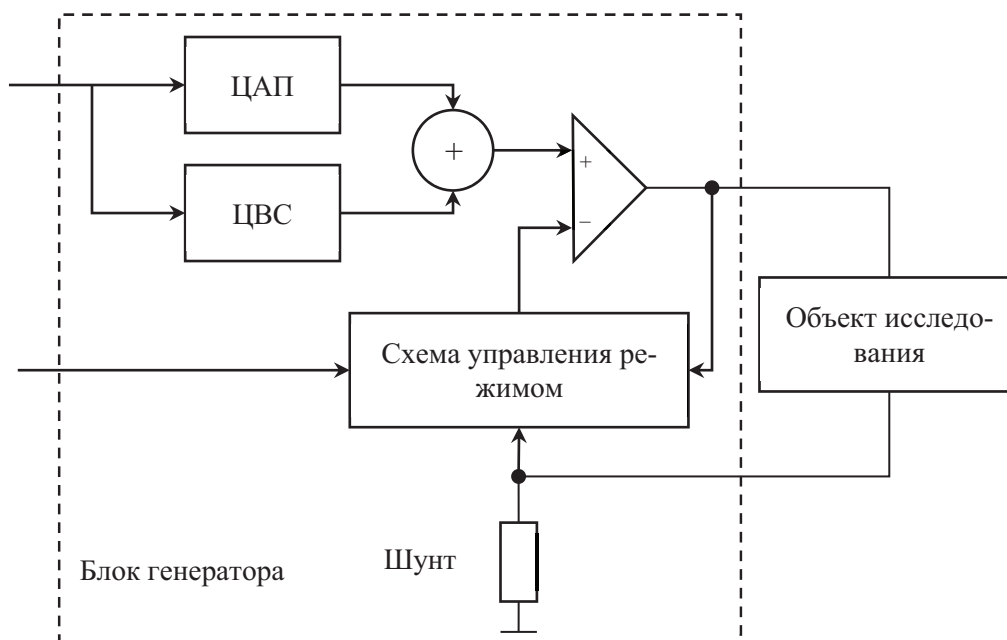 ЦАП
+
ЦВС
+
−
Схема управления ре-
жимом
Объект исследо-
вания
Шунт
Блок генератора